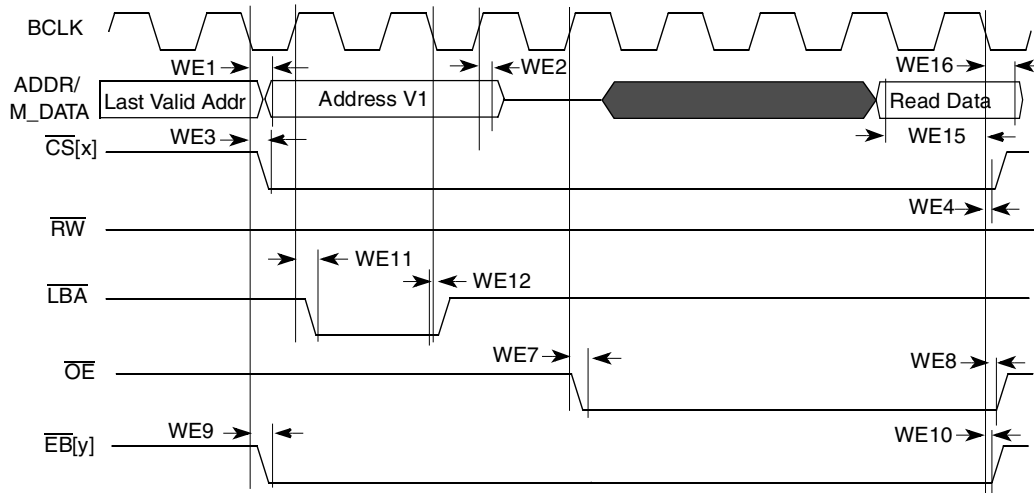 BCLK
WE1
WE2
WE16
ADDR/
M_DATA
Last Valid Addr
Address V1
Read Data
WE3
WE15
CS[x]
WE4
RW
WE11
WE12
LBA
WE7
WE8
OE
WE9
WE10
EB[y]